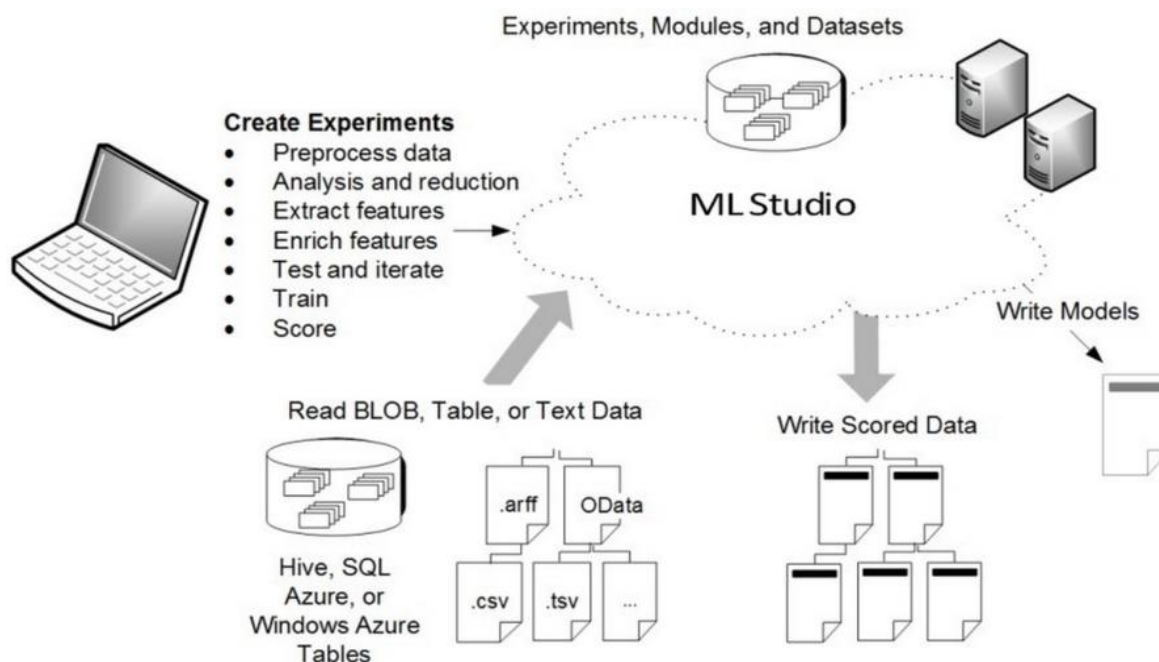 Experiments, Modules, and Datasets
Create Experiments
• Preprocess data
• Analysis and reduction
• Extract features
• Enrich features
• Test and iterate
• Train
• Score
ML Studio
Write Models
Read BLOB, Table, or Text Data
Write Scored Data
.arff
OData
.csv
.tsv
...
Hive, SQL
Azure, or
Windows Azure
Tables